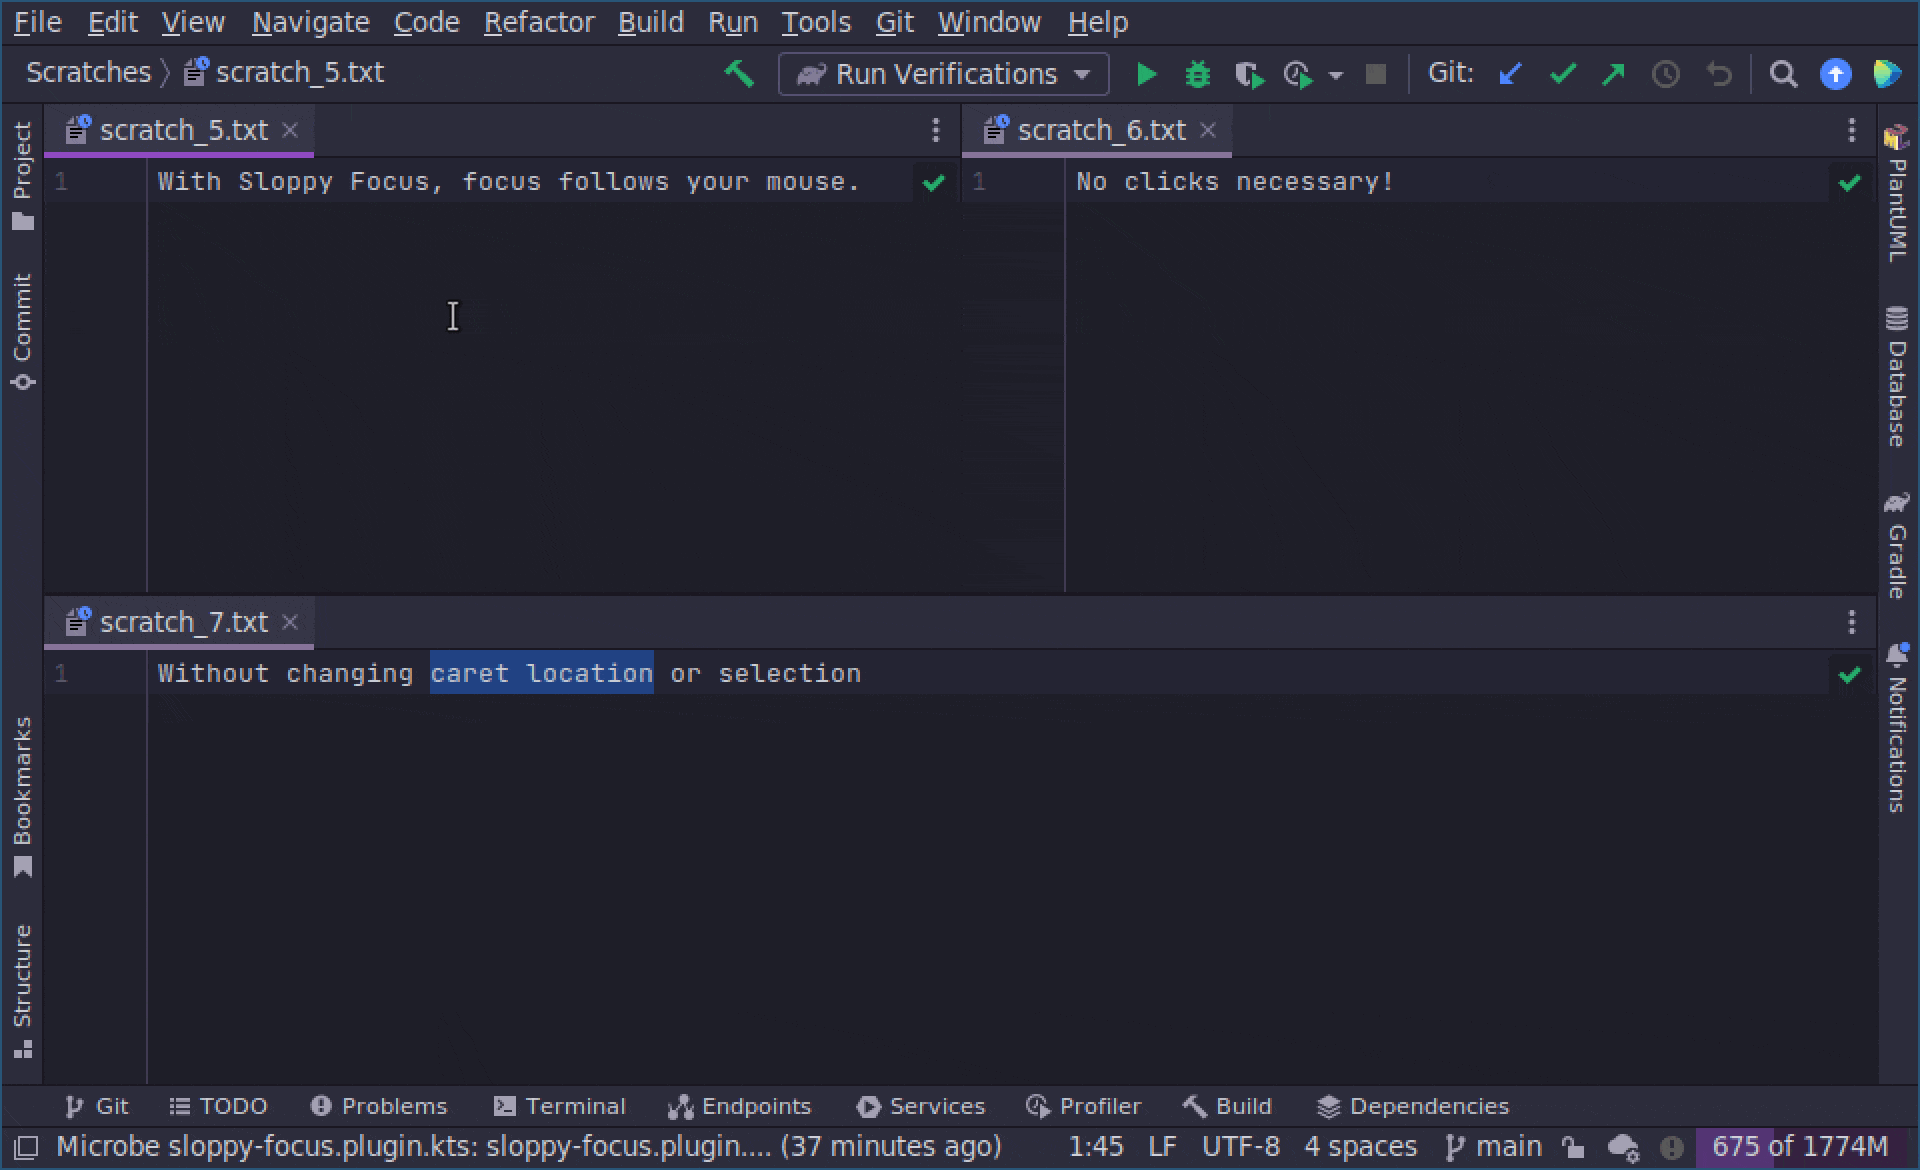 File Edit View Navigate Code Refactor Build Run Tools Git Window Help
Scratches scratch_5.txt Run Verifications Git:
Project
Commit
Bookmarks
Structure
scratch_5.txt
1 With Sloppy Focus, focus follows your mouse.
scratch_6.txt
1 No clicks necessary!
scratch_7.txt
1 Without changing caret location or selection
PlantUML
Database
Gradle
Notifications
Git TODO Problems Terminal Endpoints Services Profiler Build Dependencies
Microbe sloppy-focus.plugin.kts: sloppy-focus.plugin.... (37 minutes ago) 1:45 LF UTF-8 4 spaces main 675 of 1774M